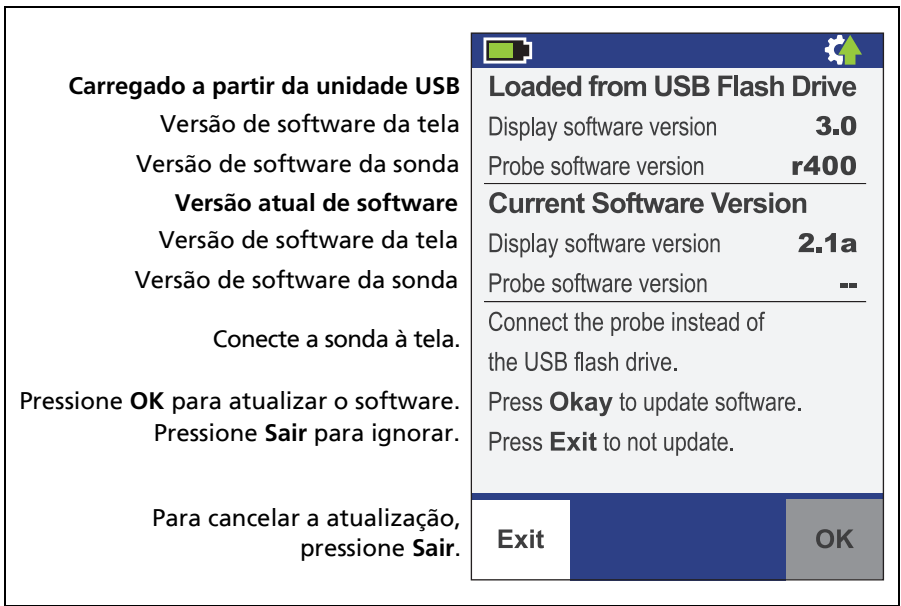 Carregado a partir da unidade USB
Versão de software da tela
Versão de software da sonda
Versão atual de software
Versão de software da tela
Versão de software da sonda
Conecte a sonda à tela.
Pressione OK para atualizar o software.
Pressione Sair para ignorar.
Para cancelar a atualização,
pressione Sair.
Loaded from USB Flash Drive
Display software version 3.0
Probe software version r400
Current Software Version
Display software version 2.1a
Probe software version --
Connect the probe instead of
the USB flash drive.
Press Okay to update software.
Press Exit to not update.
Exit OK